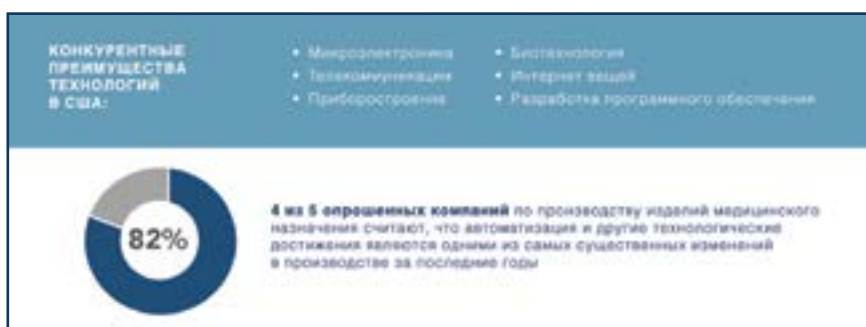 КОНКУРЕНТНЫЕ
ПРЕИМУЩЕСТВА
ТЕХНОЛОГИЙ
В США:
• Микроэлектроника
• Телекоммуникации
• Приборостроение
• Биотехнология
• Интернет вещей
• Разработка программного обеспечения
82%
4 из 5 опрошенных компаний по производству изделий медицинского
назначения считают, что автоматизация и другие технологические
достижения являются одними из самых существенных изменений
в производстве за последние годы